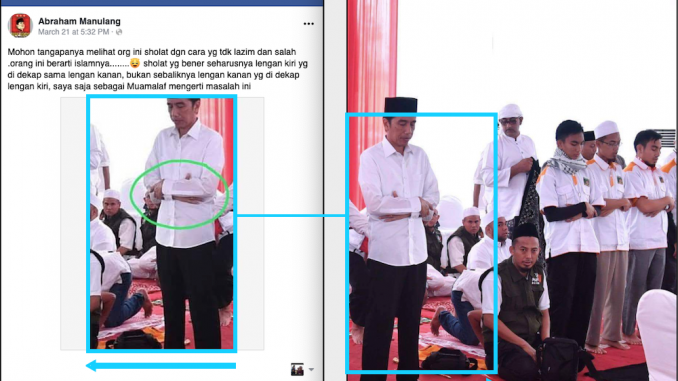 Abraham Manulang
March 21 at 5:32 PM
Mohon tangapanya melihat org ini sholat dgn cara yg tdk lazim dan salah
.orang ini berarti islamnya........😝 sholat yg bener seharusnya lengan kiri yg
di dekap sama lengan kanan, bukan sebaliknya lengan kanan yg di dekap
lengan kiri, saya saja sebagai Muamalaf mengerti masalah ini